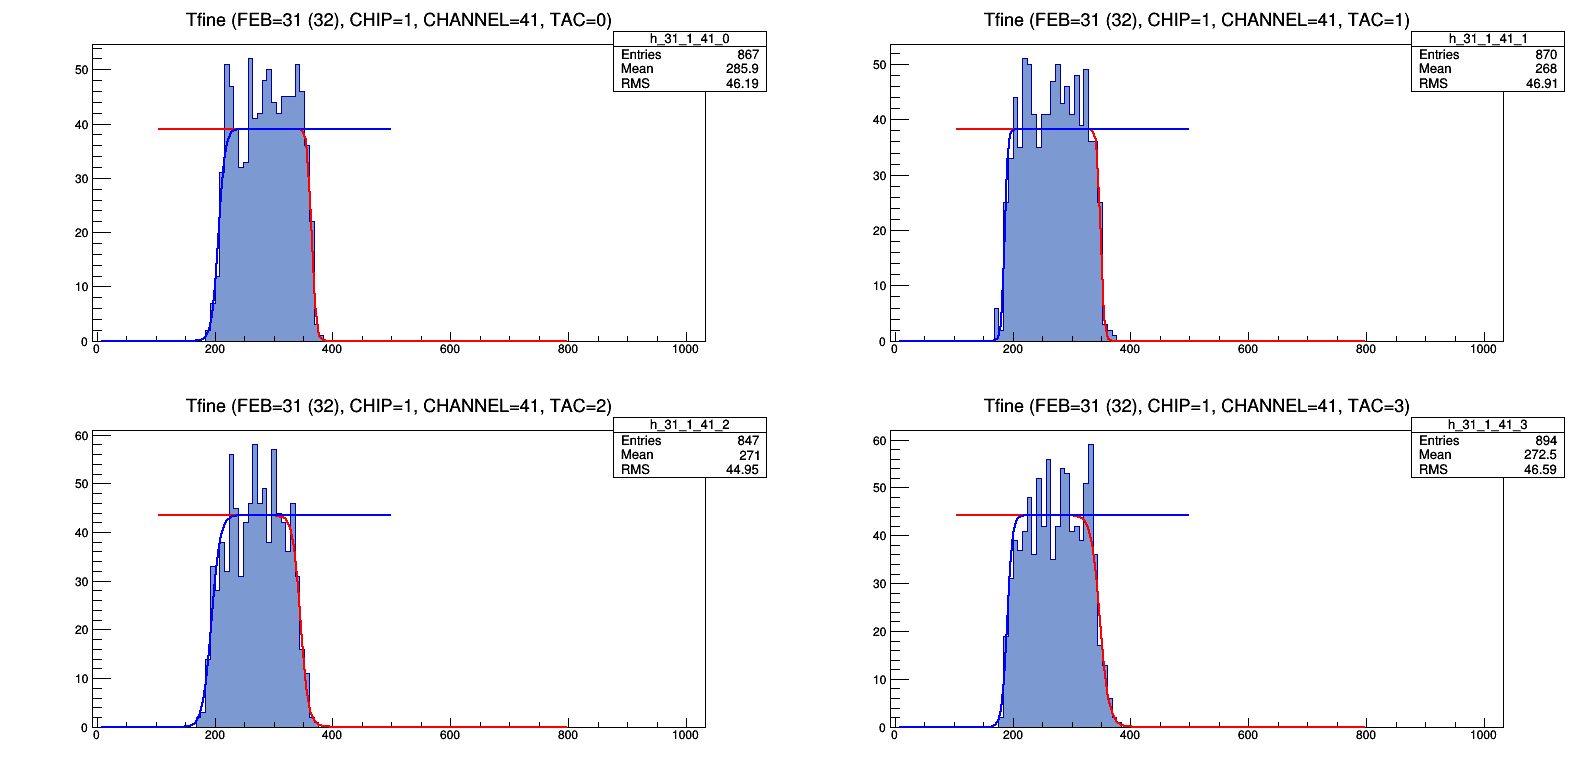 Tfine (FEB=31 (32), CHIP=1, CHANNEL=41, TAC=0)
h_31_1_41_0
Entries 867
Mean 285.9
RMS 46.19
50
40
30
20
10
0
0 200 400 600 800 1000
Tfine (FEB=31 (32), CHIP=1, CHANNEL=41, TAC=1)
h_31_1_41_1
Entries 870
Mean 268
RMS 46.91
50
40
30
20
10
0
0 200 400 600 800 1000
Tfine (FEB=31 (32), CHIP=1, CHANNEL=41, TAC=2)
h_31_1_41_2
Entries 847
Mean 271
RMS 44.95
60
50
40
30
20
10
0
0 200 400 600 800 1000
Tfine (FEB=31 (32), CHIP=1, CHANNEL=41, TAC=3)
h_31_1_41_3
Entries 894
Mean 272.5
RMS 46.59
60
50
40
30
20
10
0
0 200 400 600 800 1000